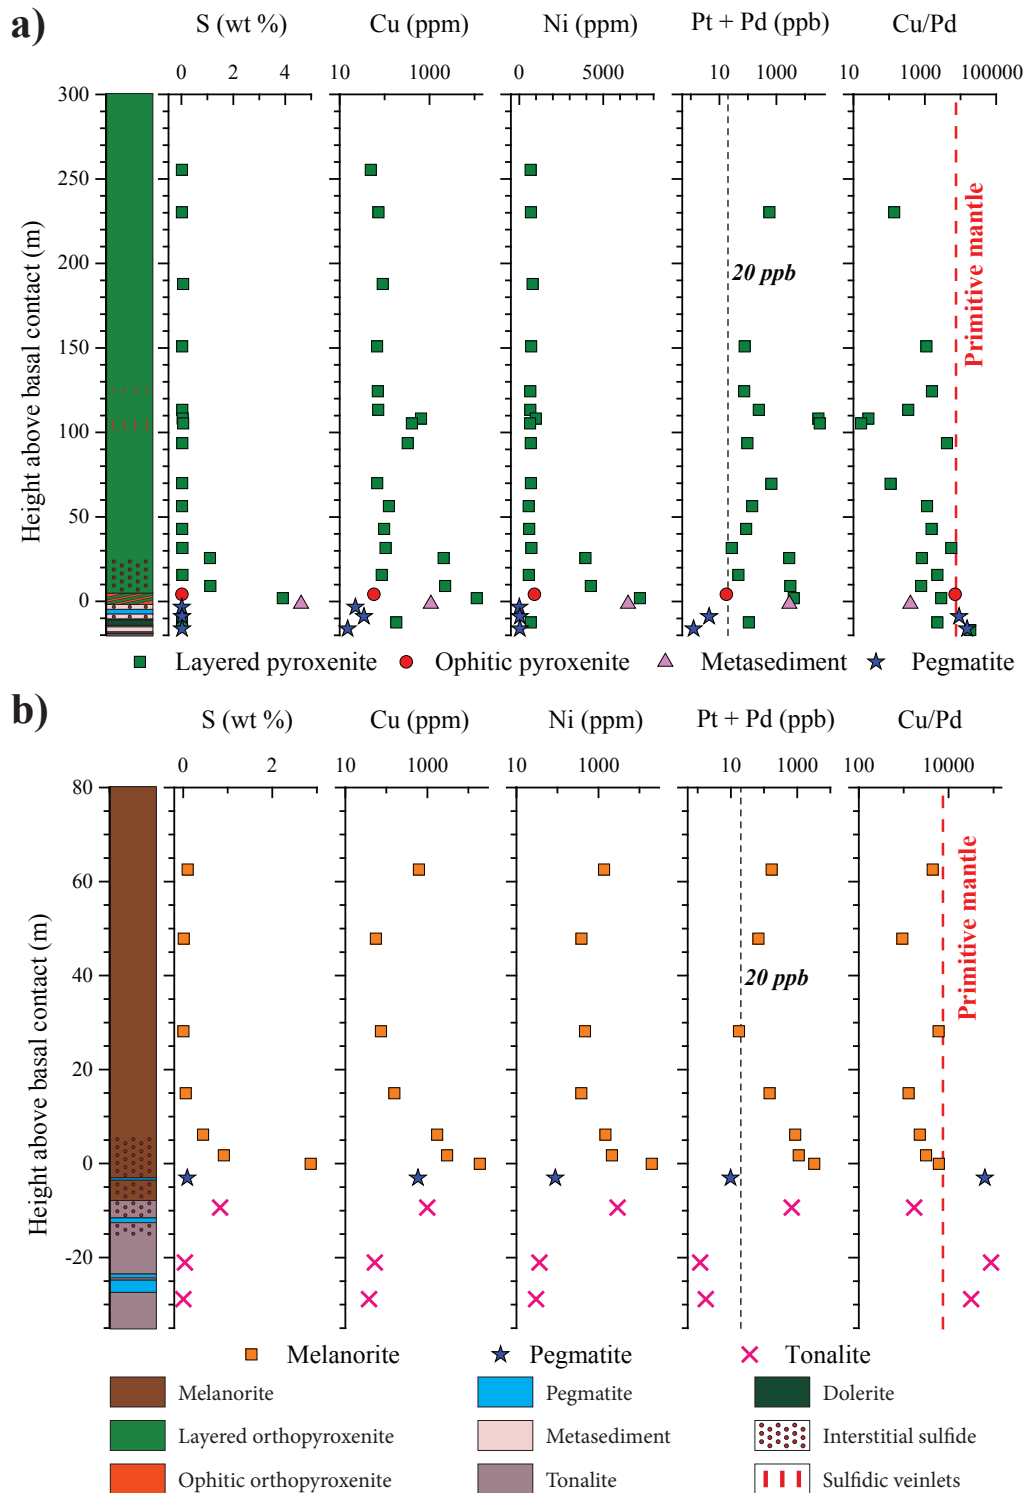 a)
S (wt %) Cu (ppm) Ni (ppm) Pt + Pd (ppb) Cu/Pd
0 2 4 10 1000 0 5000 10 1000 10 1000 100000
300
250
200
150
100
50
0
Height above basal contact (m)
20 ppb
Primitive mantle
Layered pyroxenite Ophitic pyroxenite Metasediment Pegmatite
b)
S (wt %) Cu (ppm) Ni (ppm) Pt + Pd (ppb) Cu/Pd
0 2 10 1000 10 1000 10 1000 100 10000
80
60
40
20
0
-20
Height above basal contact (m)
20 ppb
Primitive mantle
Melanorite Pegmatite Tonalite
Melanorite Pegmatite Dolerite
Layered orthopyroxenite Metasediment Interstitial sulfide
Ophitic orthopyroxenite Tonalite Sulfidic veinlets